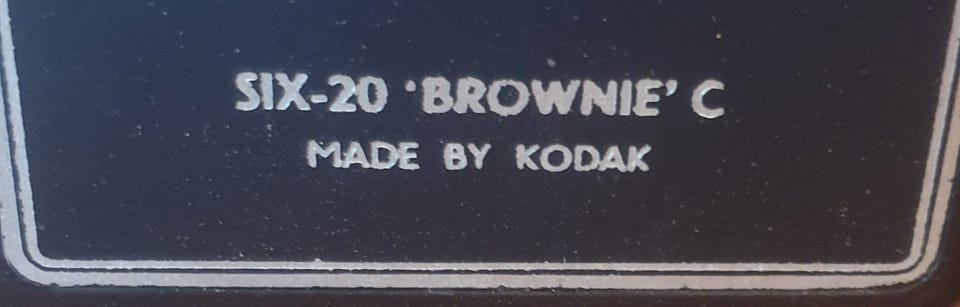 SIX-20 'BROWNIE' C
MADE BY KODAK